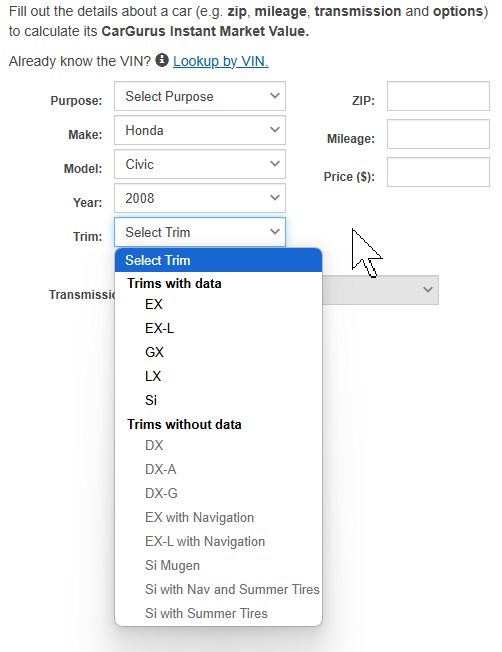 Fill out the details about a car (e.g. zip, mileage, transmission and options)
to calculate its CarGurus Instant Market Value.
Already know the VIN? Lookup by VIN.
Purpose: Select Purpose
ZIP:
Make: Honda
Mileage:
Model: Civic
Price ($):
Year: 2008
Trim: Select Trim
Select Trim
Trims with data
EX
Transmissi
EX-L
GX
LX
Si
Trims without data
DX
DX-A
DX-G
EX with Navigation
EX-L with Navigation
Si Mugen
Si with Nav and Summer Tires
Si with Summer Tires